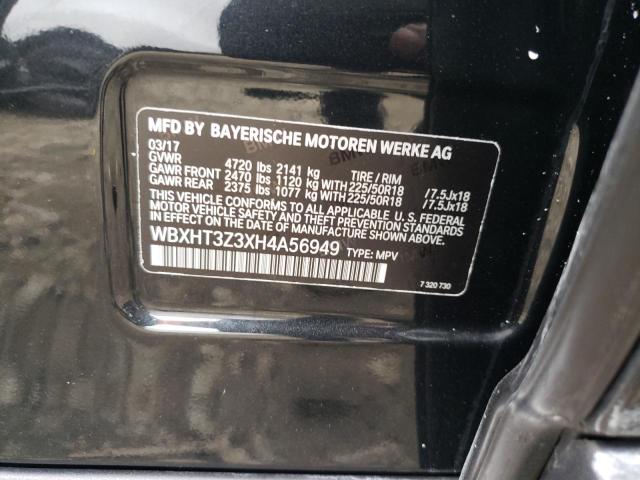 MFD BY BAYERISCHE MOTOREN WERKE AG
03/17
GVWR 4720 lbs 2141 kg TIRE / RIM
GAWR FRONT 2470 lbs 1120 kg WITH 225/50R18 /7.5Jx18
GAWR REAR 2375 lbs 1077 kg WITH 225/50R18 /7.5Jx18
THIS VEHICLE CONFORMS TO ALL APPLICABLE U.S. FEDERAL
MOTOR VEHICLE SAFETY, BUMPER, AND THEFT PREVENTION
STANDARDS IN EFFECT ON THE DATE OF MANUFACTURE SHOWN ABOVE.
WBXHT3Z3XH4A56949 TYPE: MPV
7 320 730